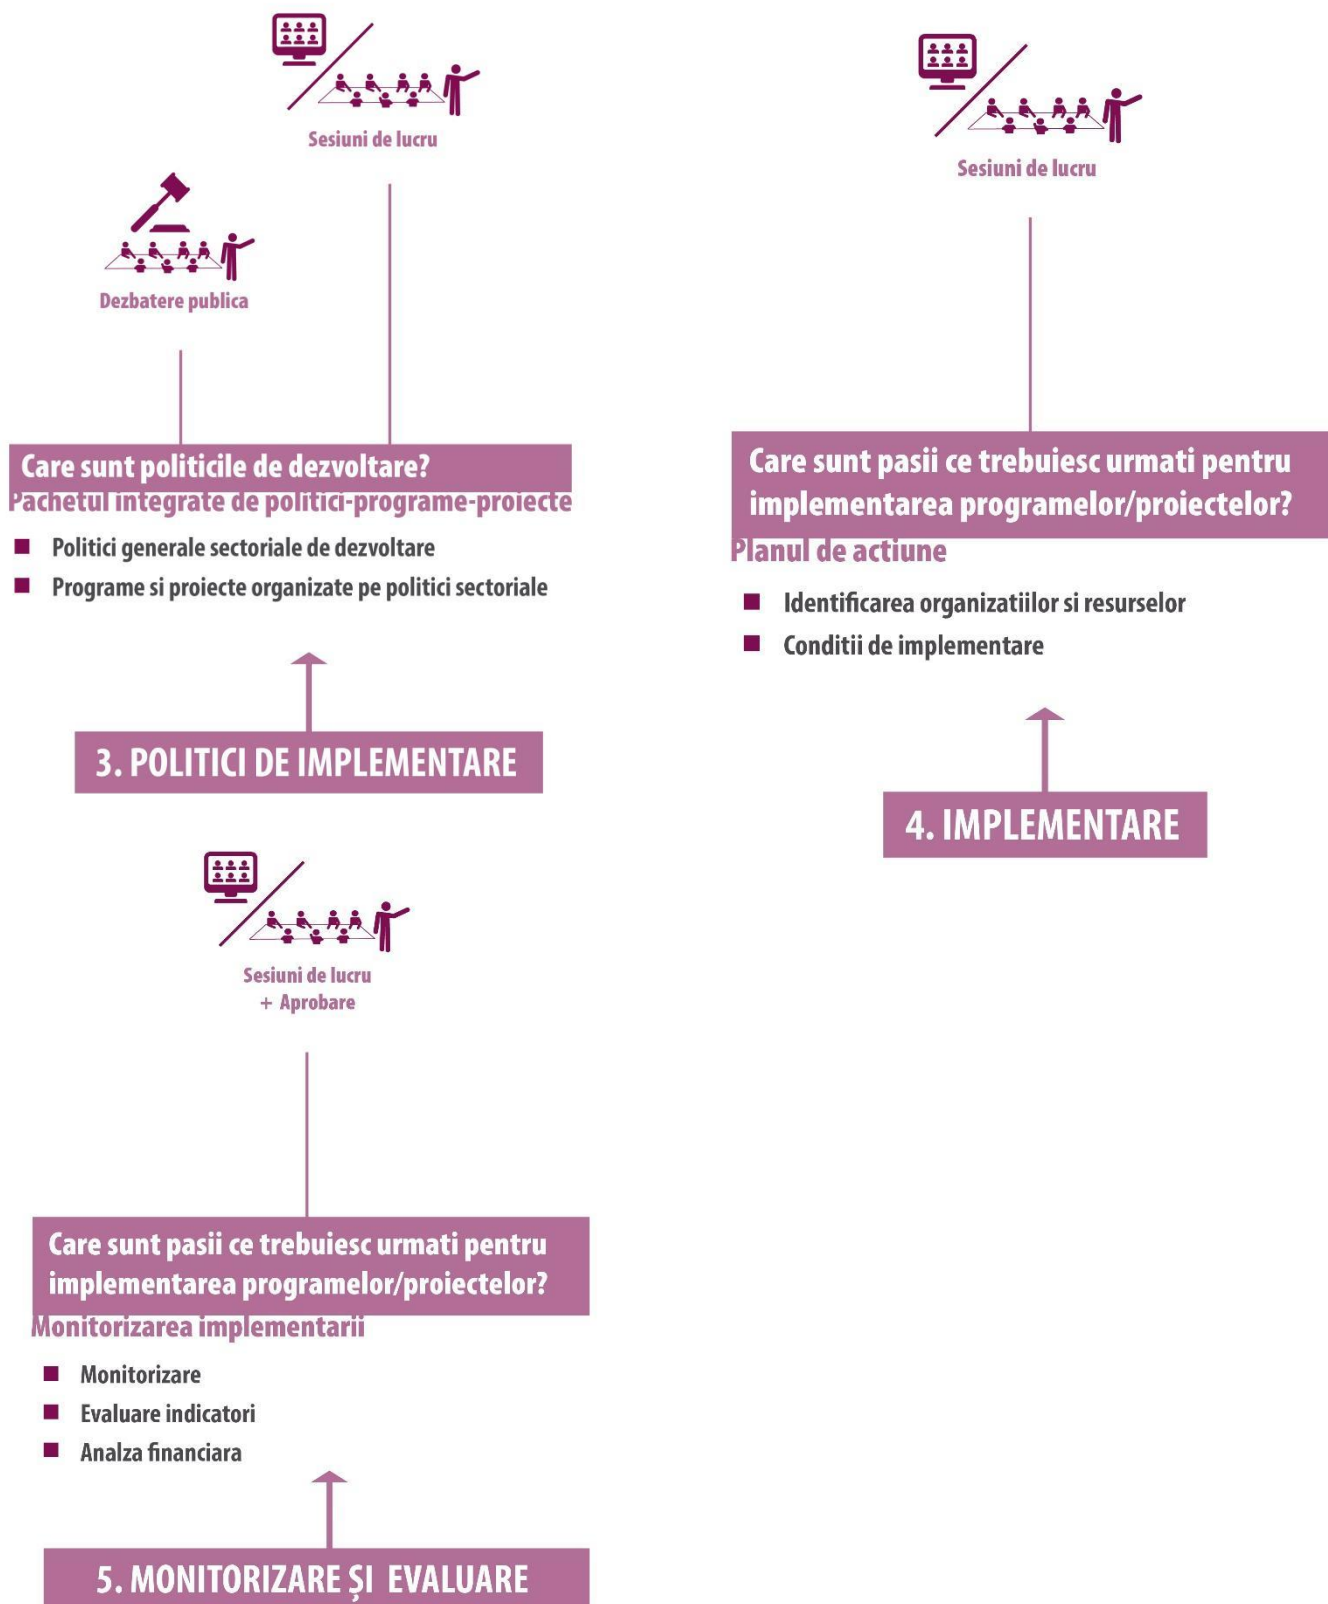 Sesiuni de lucru
Dezbatere publica
Care sunt politicile de dezvoltare?
Pachetul integrate de politici-programe-proiecte
Politici generale sectoriale de dezvoltare
Programe si proiecte organizate pe politici sectoriale
3. POLITICI DE IMPLEMENTARE
Sesiuni de lucru
Care sunt pasii ce trebuiesc urmati pentru
implementarea programelor/proiectelor?
Planul de actiune
Identificarea organizatiilor si resurselor
Conditii de implementare
4. IMPLEMENTARE
Sesiuni de lucru
+ Aprobare
Care sunt pasii ce trebuiesc urmati pentru
implementarea programelor/proiectelor?
Monitorizarea implementarii
Monitorizare
Evaluare indicatori
Analza financiara
5. MONITORIZARE ȘI EVALUARE